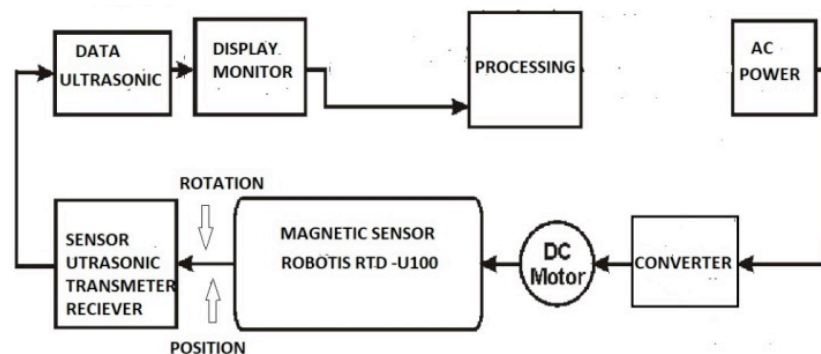 DATA
ULTRASONIC
DISPLAY
MONITOR
PROCESSING
AC
POWER
ROTATION
SENSOR
UTRASONIC
TRANSMETER
RECIEVER
MAGNETIC SENSOR
ROBOTIS RTD -U100
DC
Motor
CONVERTER
POSITION